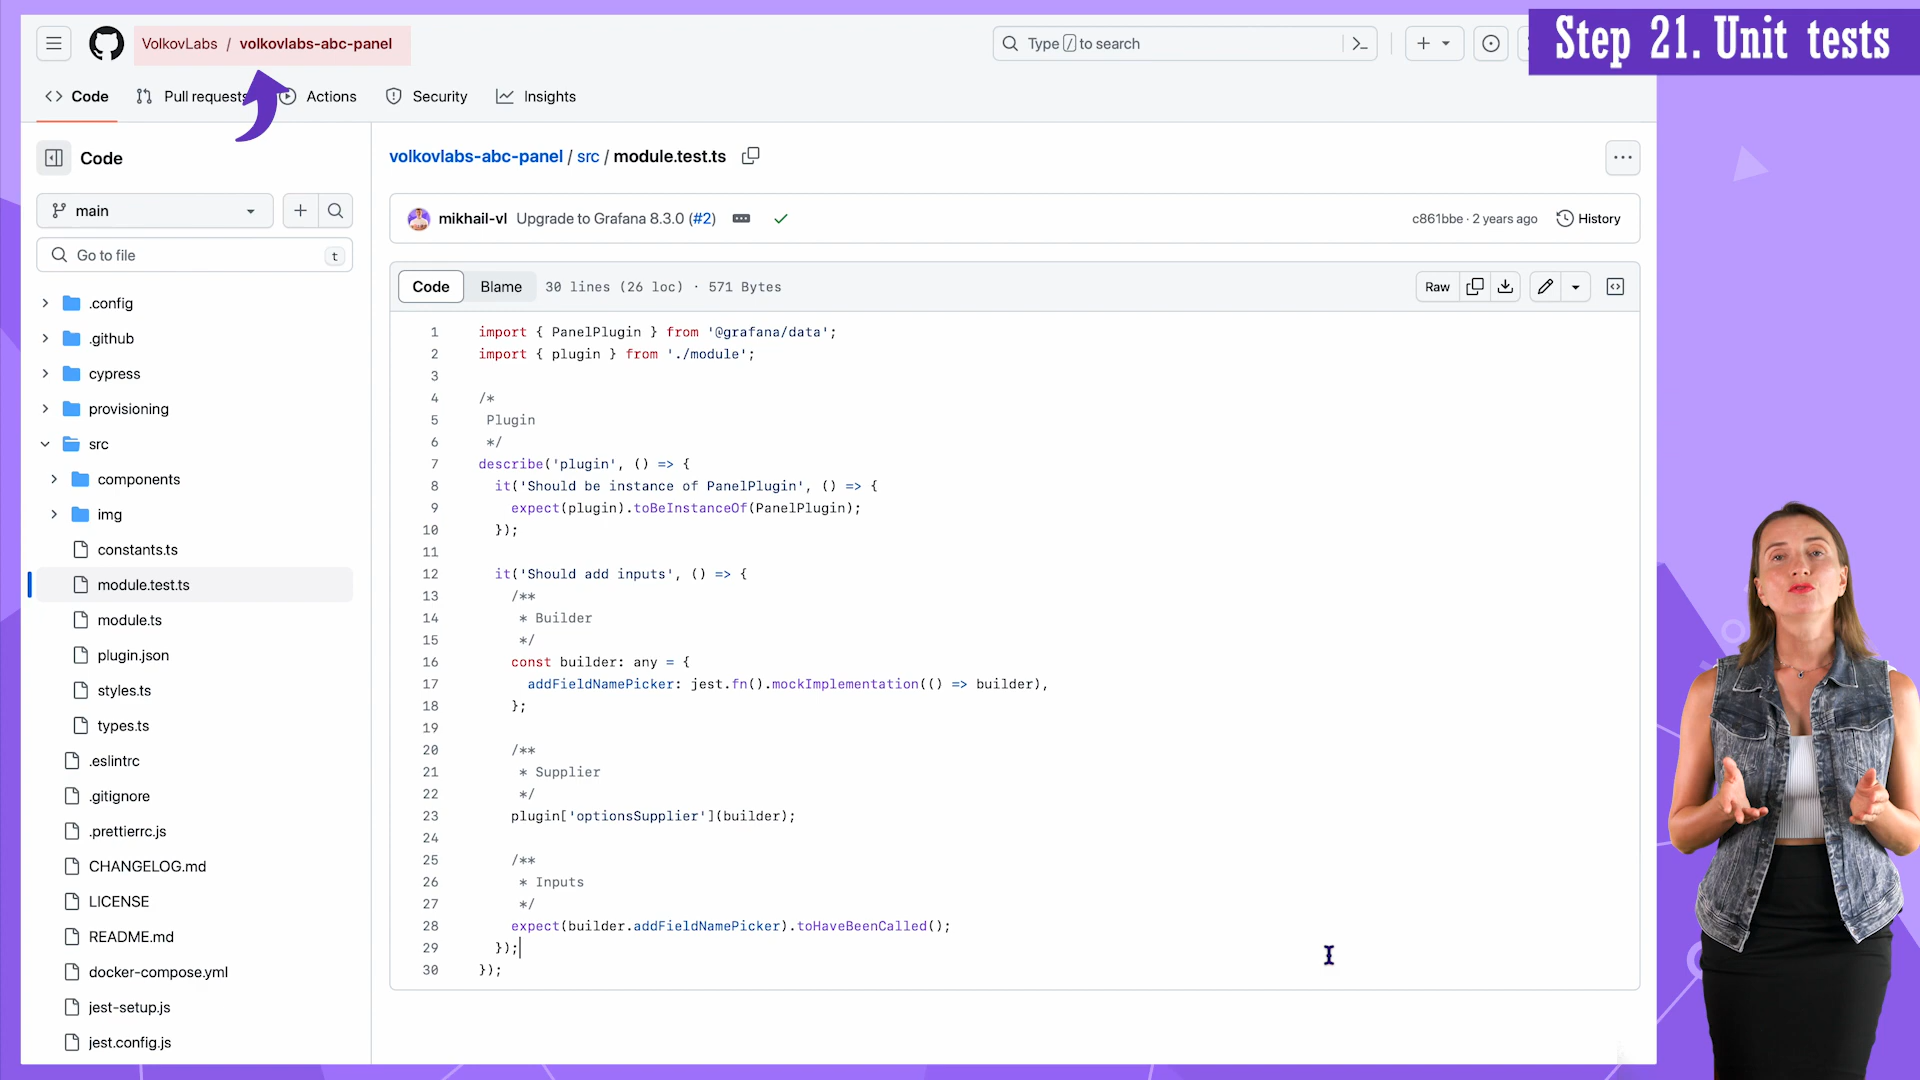 VolkovLabs / volkovlabs-abc-panel
Type / to search
Step 21. Unit tests
Code
Pull requests
Actions
Security
Insights
Code
main
Go to file
t
.config
.github
cypress
provisioning
src
components
img
constants.ts
module.test.ts
module.ts
plugin.json
styles.ts
types.ts
.eslintrc
.gitignore
.prettierrc.js
CHANGELOG.md
LICENSE
README.md
docker-compose.yml
jest-setup.js
jest.config.js
volkovlabs-abc-panel / src / module.test.ts
mikhail-vl Upgrade to Grafana 8.3.0 (#2)
c861bbe · 2 years ago
History
Code
Blame
30 lines (26 loc) · 571 Bytes
Raw
1 import { PanelPlugin } from '@grafana/data';
2 import { plugin } from './module';
3
4 /*
5 Plugin
6 */
7 describe('plugin', () => {
8 it('Should be instance of PanelPlugin', () => {
9 expect(plugin).toBeInstanceOf(PanelPlugin);
10 });
11
12 it('Should add inputs', () => {
13 /**
14 * Builder
15 */
16 const builder: any = {
17 addFieldNamePicker: jest.fn().mockImplementation(() => builder),
18 };
19
20 /**
21 * Supplier
22 */
23 plugin['optionsSupplier'](builder);
24
25 /**
26 * Inputs
27 */
28 expect(builder.addFieldNamePicker).toHaveBeenCalled();
29 });
30 });